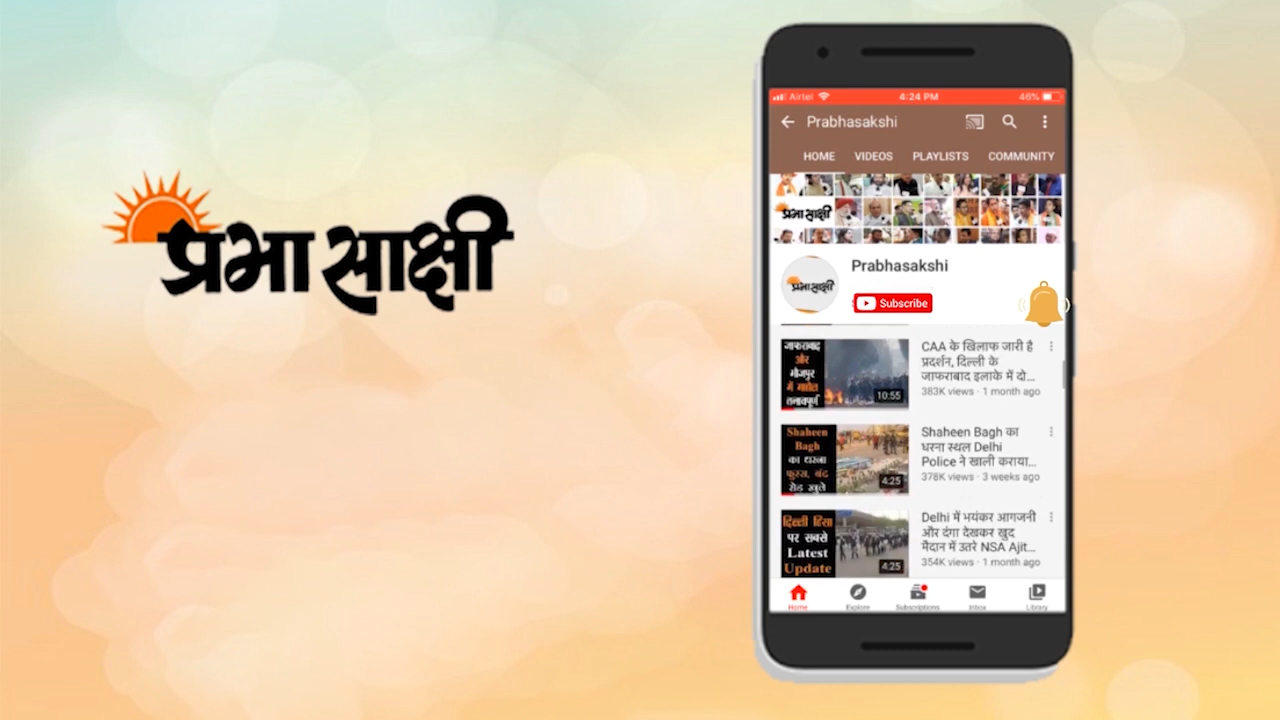 प्रभासाक्षी
Airtel 4:24 PM 46%
Prabhasakshi
HOME VIDEOS PLAYLISTS COMMUNITY
प्रभासाक्षी
Prabhasakshi
प्रभासाक्षी
Subscribe
जाफराबाद
और
मौजपुर
में माहौल
तनावपूर्ण
10:55
CAA के खिलाफ जारी है
प्रदर्शन, दिल्ली के
जाफराबाद इलाके में दो...
383K views · 1 month ago
Shaheen
Bagh
का धरना
फुस्स, बंद
रोड खुले
4:25
Shaheen Bagh का
धरना स्थल Delhi
Police ने खाली कराया...
378K views · 3 weeks ago
दिल्ली हिंसा
पर सबसे
Latest
Update
4:25
Delhi में भयंकर आगजनी
और दंगा देखकर खुद
मैदान में उतरे NSA Ajit...
354K views · 1 month ago
Home Explore Subscriptions Inbox Library